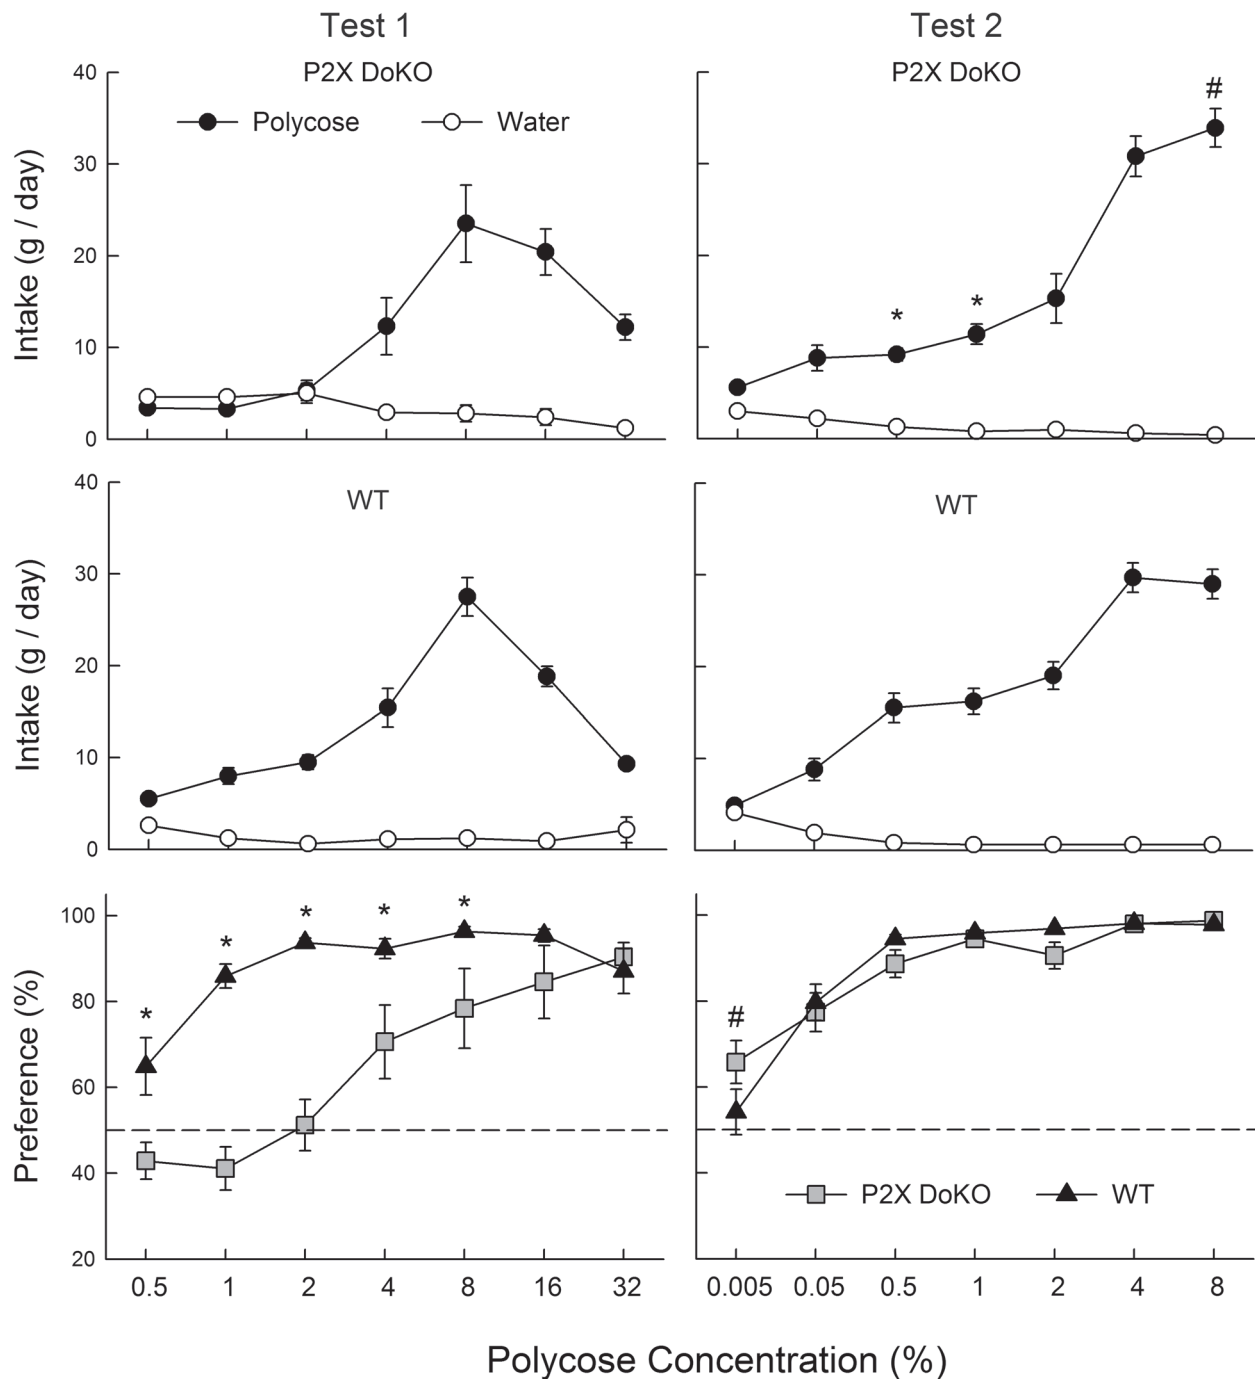 Test 1
Test 2
P2X DoKO
P2X DoKO
Polycose
Water
Intake (g / day)
40
30
20
10
0
*
*
#
WT
WT
Intake (g / day)
40
30
20
10
0
Preference (%)
100
80
60
40
20
*
*
*
*
*
#
P2X DoKO
WT
0.5 1 2 4 8 16 32
0.005 0.05 0.5 1 2 4 8
Polycose Concentration (%)